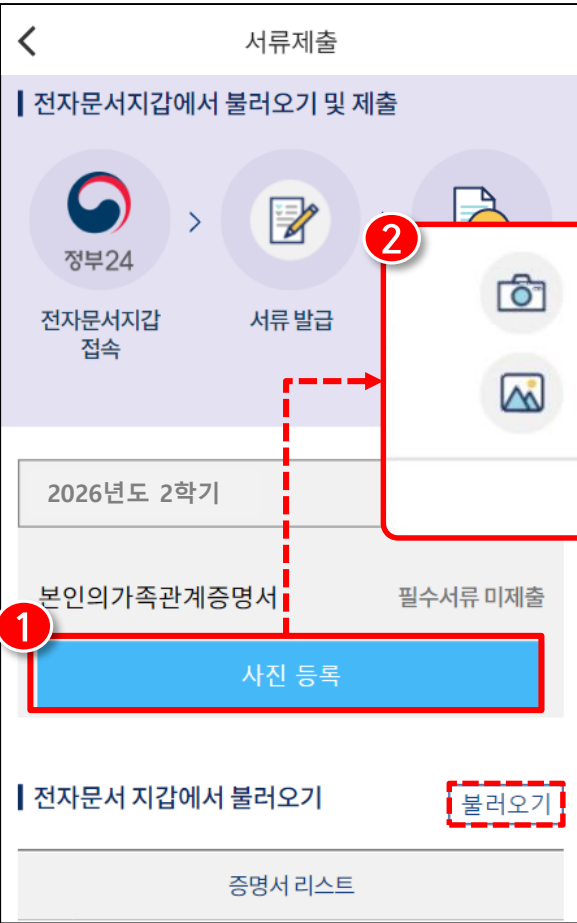 서류제출
전자문서지갑에서 불러오기 및 제출
정부24
전자문서지갑
접속
서류 발급
2
2026년도 2학기
본인의가족관계증명서
필수서류 미제출
1
사진 등록
전자문서 지갑에서 불러오기
불러오기
증명서 리스트